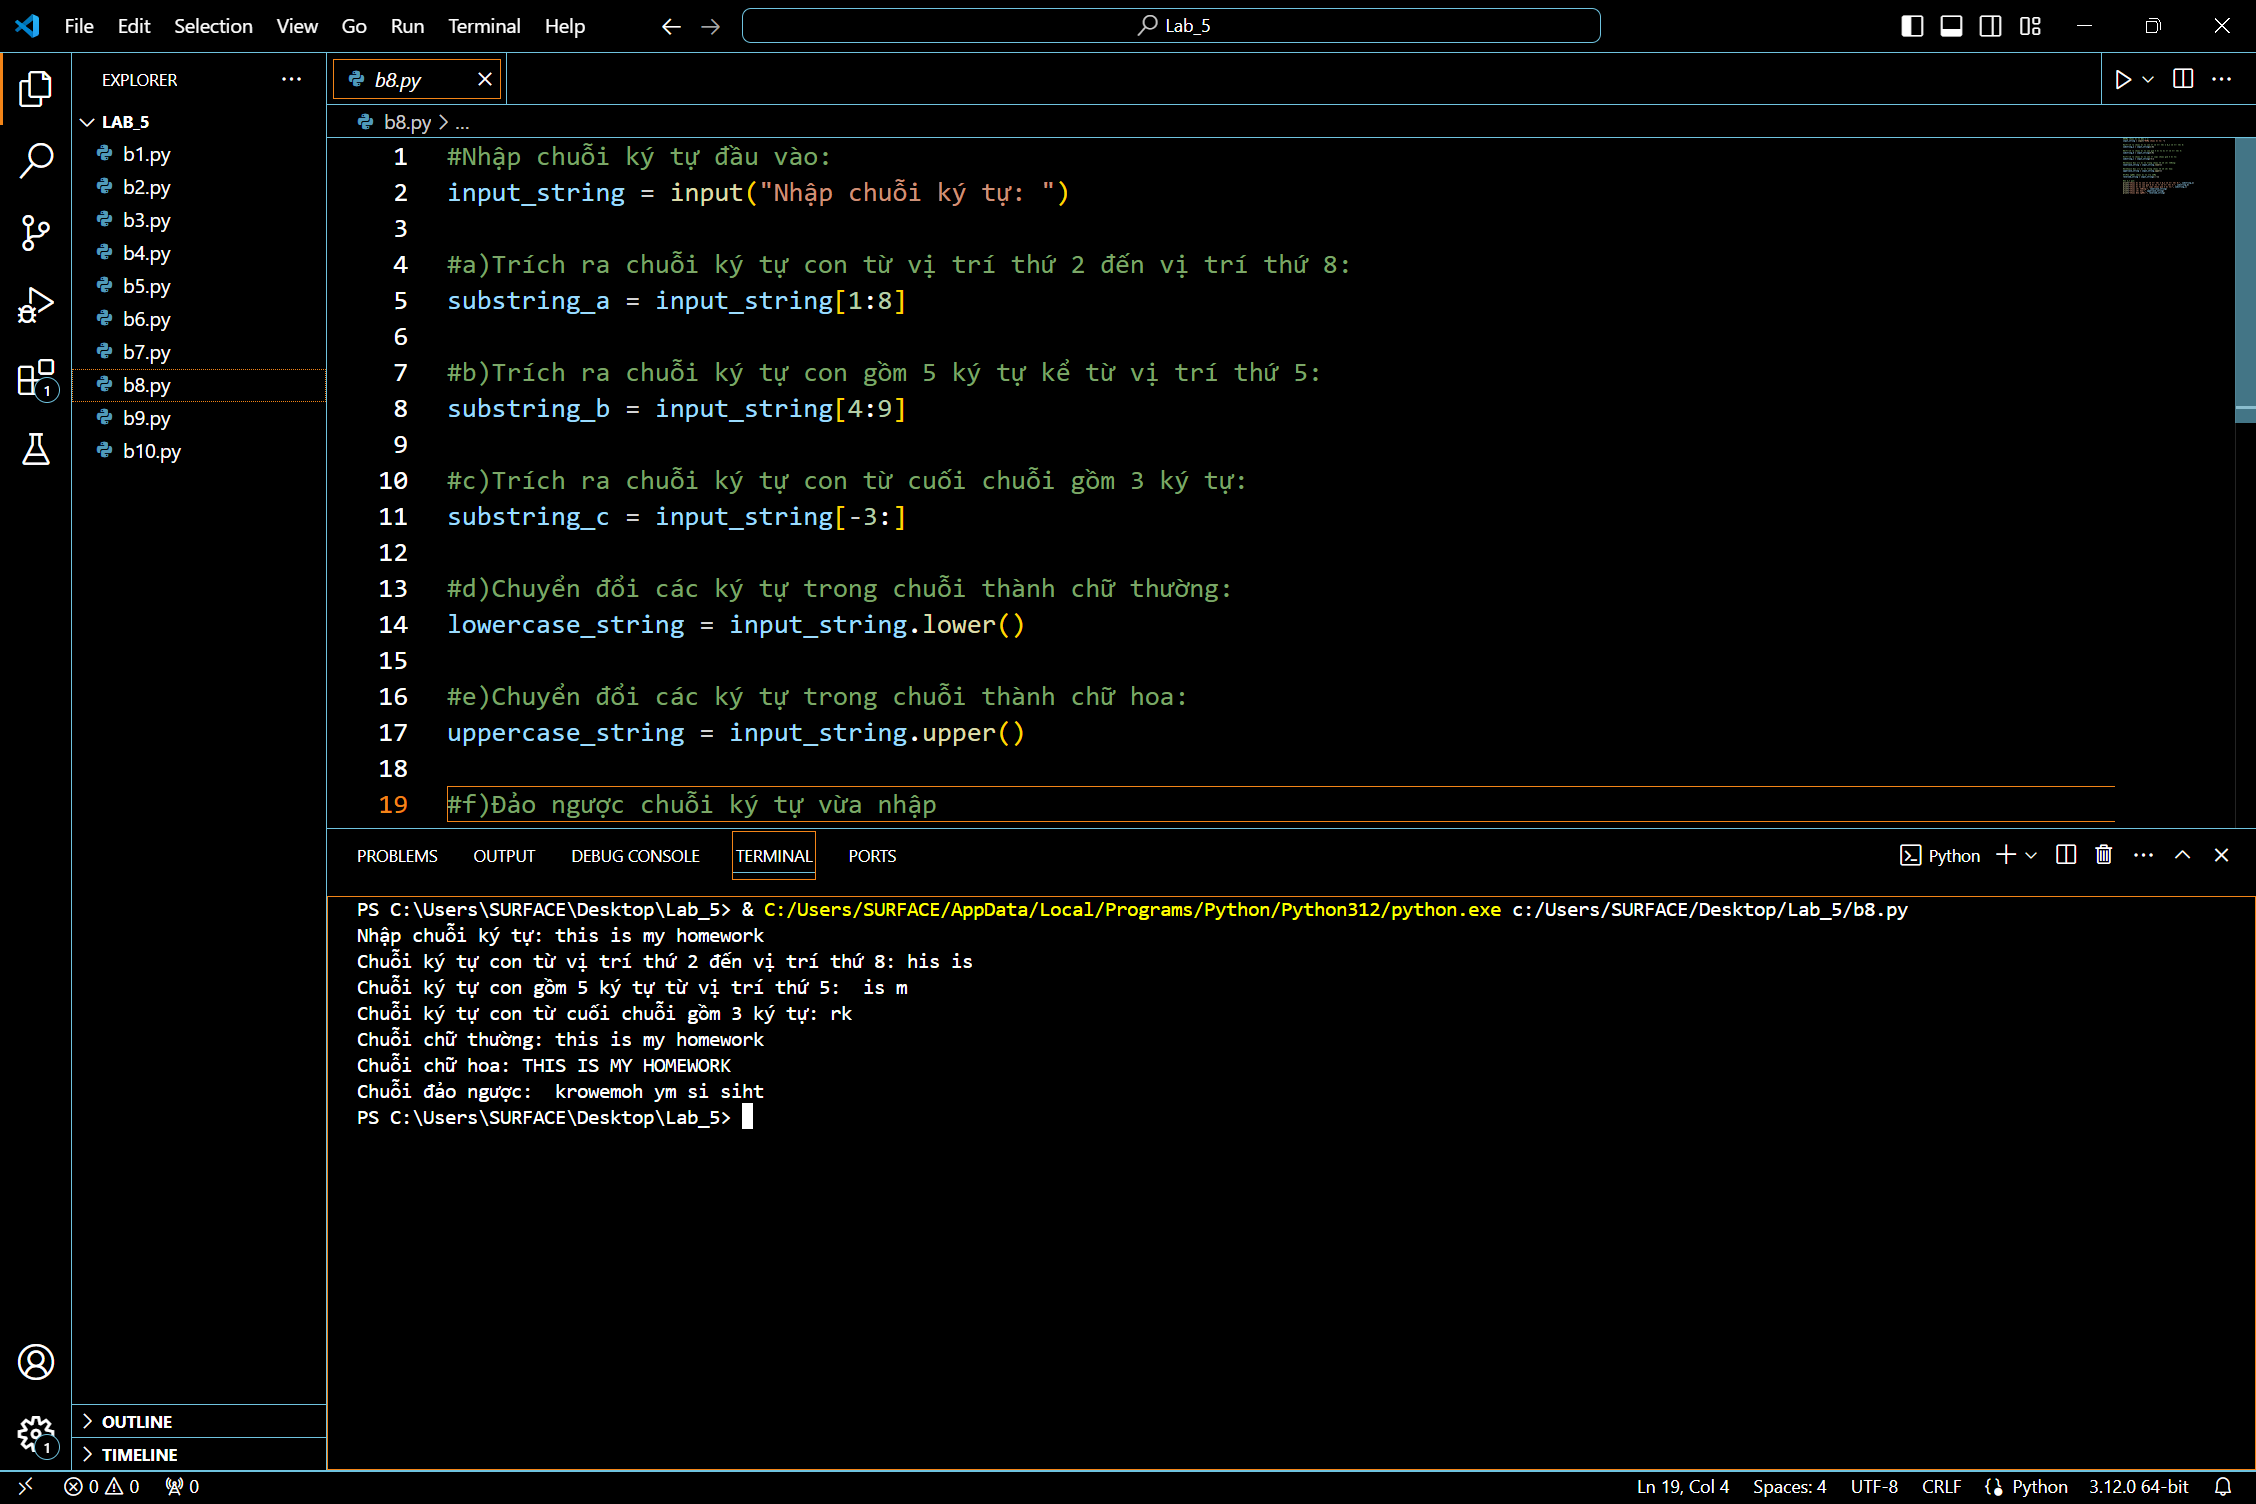 File Edit Selection View Go Run Terminal Help
Lab_5
EXPLORER
b8.py
LAB_5
b8.py > ...
b1.py
b2.py
b3.py
b4.py
b5.py
b6.py
b7.py
b8.py
b9.py
b10.py
1 #Nhập chuỗi ký tự đầu vào:
2 input_string = input("Nhập chuỗi ký tự: ")
3
4 #a)Trích ra chuỗi ký tự con từ vị trí thứ 2 đến vị trí thứ 8:
5 substring_a = input_string[1:8]
6
7 #b)Trích ra chuỗi ký tự con gồm 5 ký tự kể từ vị trí thứ 5:
8 substring_b = input_string[4:9]
9
10 #c)Trích ra chuỗi ký tự con từ cuối chuỗi gồm 3 ký tự:
11 substring_c = input_string[-3:]
12
13 #d)Chuyển đổi các ký tự trong chuỗi thành chữ thường:
14 lowercase_string = input_string.lower()
15
16 #e)Chuyển đổi các ký tự trong chuỗi thành chữ hoa:
17 uppercase_string = input_string.upper()
18
19 #f)Đảo ngược chuỗi ký tự vừa nhập
PROBLEMS OUTPUT DEBUG CONSOLE TERMINAL PORTS
Python
PS C:\Users\SURFACE\Desktop\Lab_5> & C:/Users/SURFACE/AppData/Local/Programs/Python/Python312/python.exe c:/Users/SURFACE/Desktop/Lab_5/b8.py
Nhập chuỗi ký tự: this is my homework
Chuỗi ký tự con từ vị trí thứ 2 đến vị trí thứ 8: his is
Chuỗi ký tự con gồm 5 ký tự từ vị trí thứ 5:  is m
Chuỗi ký tự con từ cuối chuỗi gồm 3 ký tự: rk
Chuỗi chữ thường: this is my homework
Chuỗi chữ hoa: THIS IS MY HOMEWORK
Chuỗi đảo ngược:  krowemoh ym si siht
PS C:\Users\SURFACE\Desktop\Lab_5>
1
1
OUTLINE
TIMELINE
0 0 0
Ln 19, Col 4 Spaces: 4 UTF-8 CRLF Python 3.12.0 64-bit